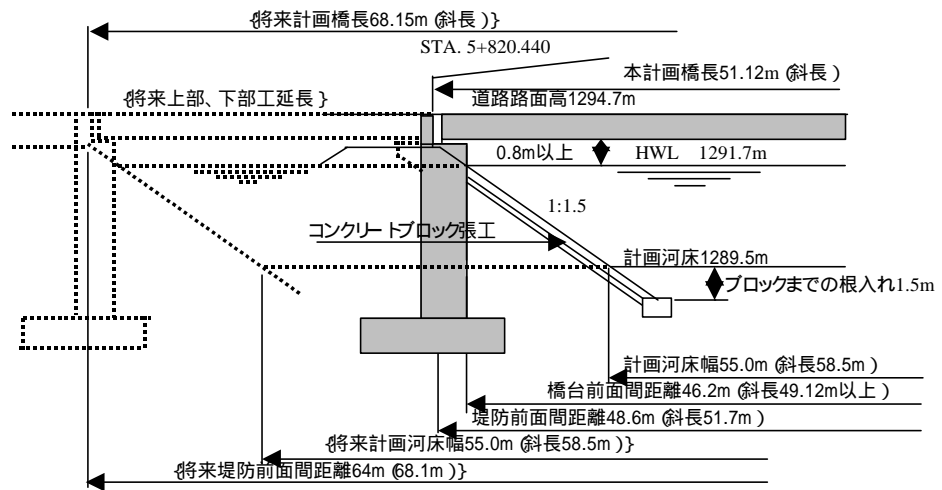 {将来計画橋長68.15m (斜長)}
STA. 5+820.440
本計画橋長51.12m (斜長)
{将来上部、下部工延長}
道路路面高1294.7m
0.8m以上
HWL 1291.7m
1:1.5
コンクリートブロック張工
計画河床1289.5m
ブロックまでの根入れ1.5m
計画河床幅55.0m (斜長58.5m)
橋台前面間距離46.2m (斜長49.12m以上)
堤防前面間距離48.6m (斜長51.7m)
{将来計画河床幅55.0m (斜長58.5m)}
{将来堤防前面間距離64m (68.1m)}